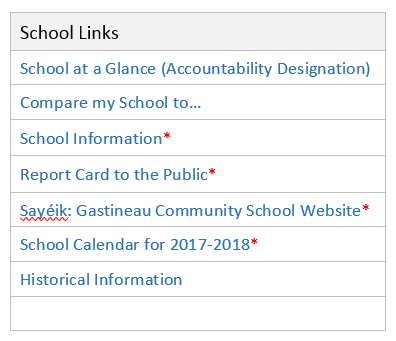 School Links
School at a Glance (Accountability Designation)
Compare my School to...
School Information*
Report Card to the Public*
Sayéik: Gastineau Community School Website*
School Calendar for 2017-2018*
Historical Information